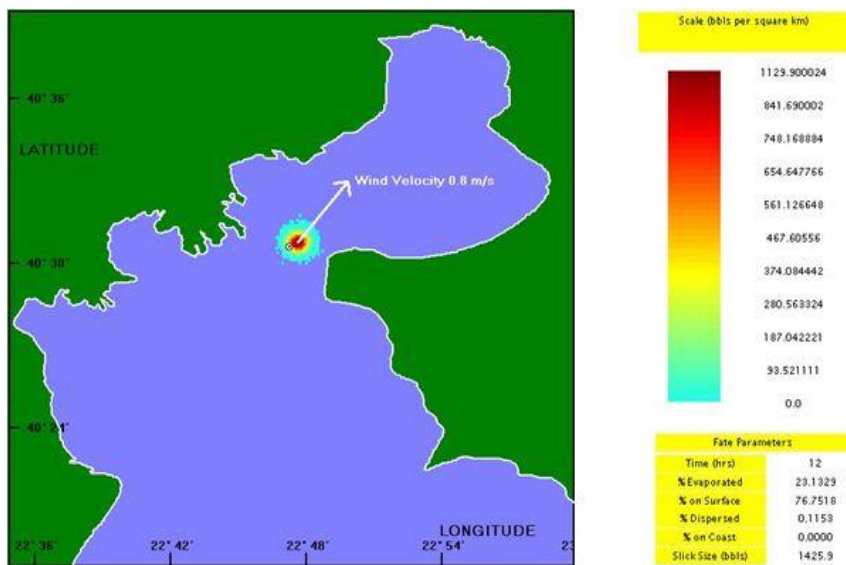 Scale (bbls per square km)
1129.900024
841.690002
748.168884
654.647766
561.126648
467.60556
374.084442
280.563324
187.042221
93.521111
0.0
40° 36'
LATITUDE
Wind Velocity 0.8 m/s
40° 30'
40° 24'
LONGITUDE
22° 36'
22° 42'
22° 48'
22° 54'
23
Fate Parameters
Time (hrs) 12
% Evaporated 23.1329
% on Surface 76.7518
% Dispersed 0.1153
% on Coast 0.0000
Slick Size (bbls) 1425.9